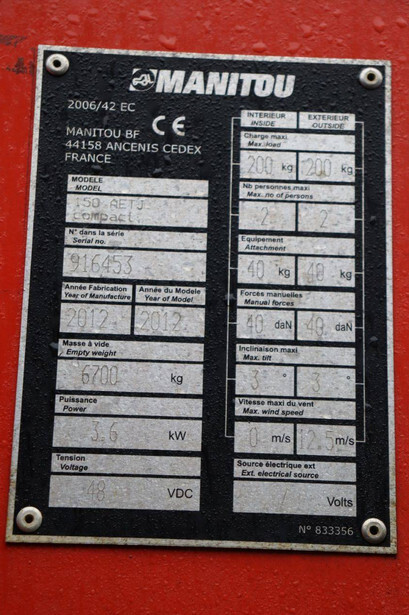 MANITOU
2006/42 EC
CE
MANITOU BF
44158 ANCENIS CEDEX
FRANCE
MODELE
MODEL
150 AETJ
compact
N° dans la série
Serial no.
916453
Année Fabrication Année du Modele
Year of Manufacture Year of Model
2012 2012
Masse à vide
Empty weight
6700 kg
Puissance
Power
3.6 kW
Tension
Voltage
48 VDC
INTERIEUR EXTERIEUR
INSIDE OUTSIDE
Charge maxi.
Max. load
200 kg 200 kg
Nb personnes maxi
Max. no of persons
2 2
Equipement
Attachment
40 kg 40 kg
Forces manuelles
Manual forces
40 daN 40 daN
Inclinaison maxi
Max. tilt
3 ° 3 °
Vitesse maxi du vent
Max. wind speed
0 m/s 12.5 m/s
Source électrique ext
Ext. electrical source
/ Volts
N° 833356